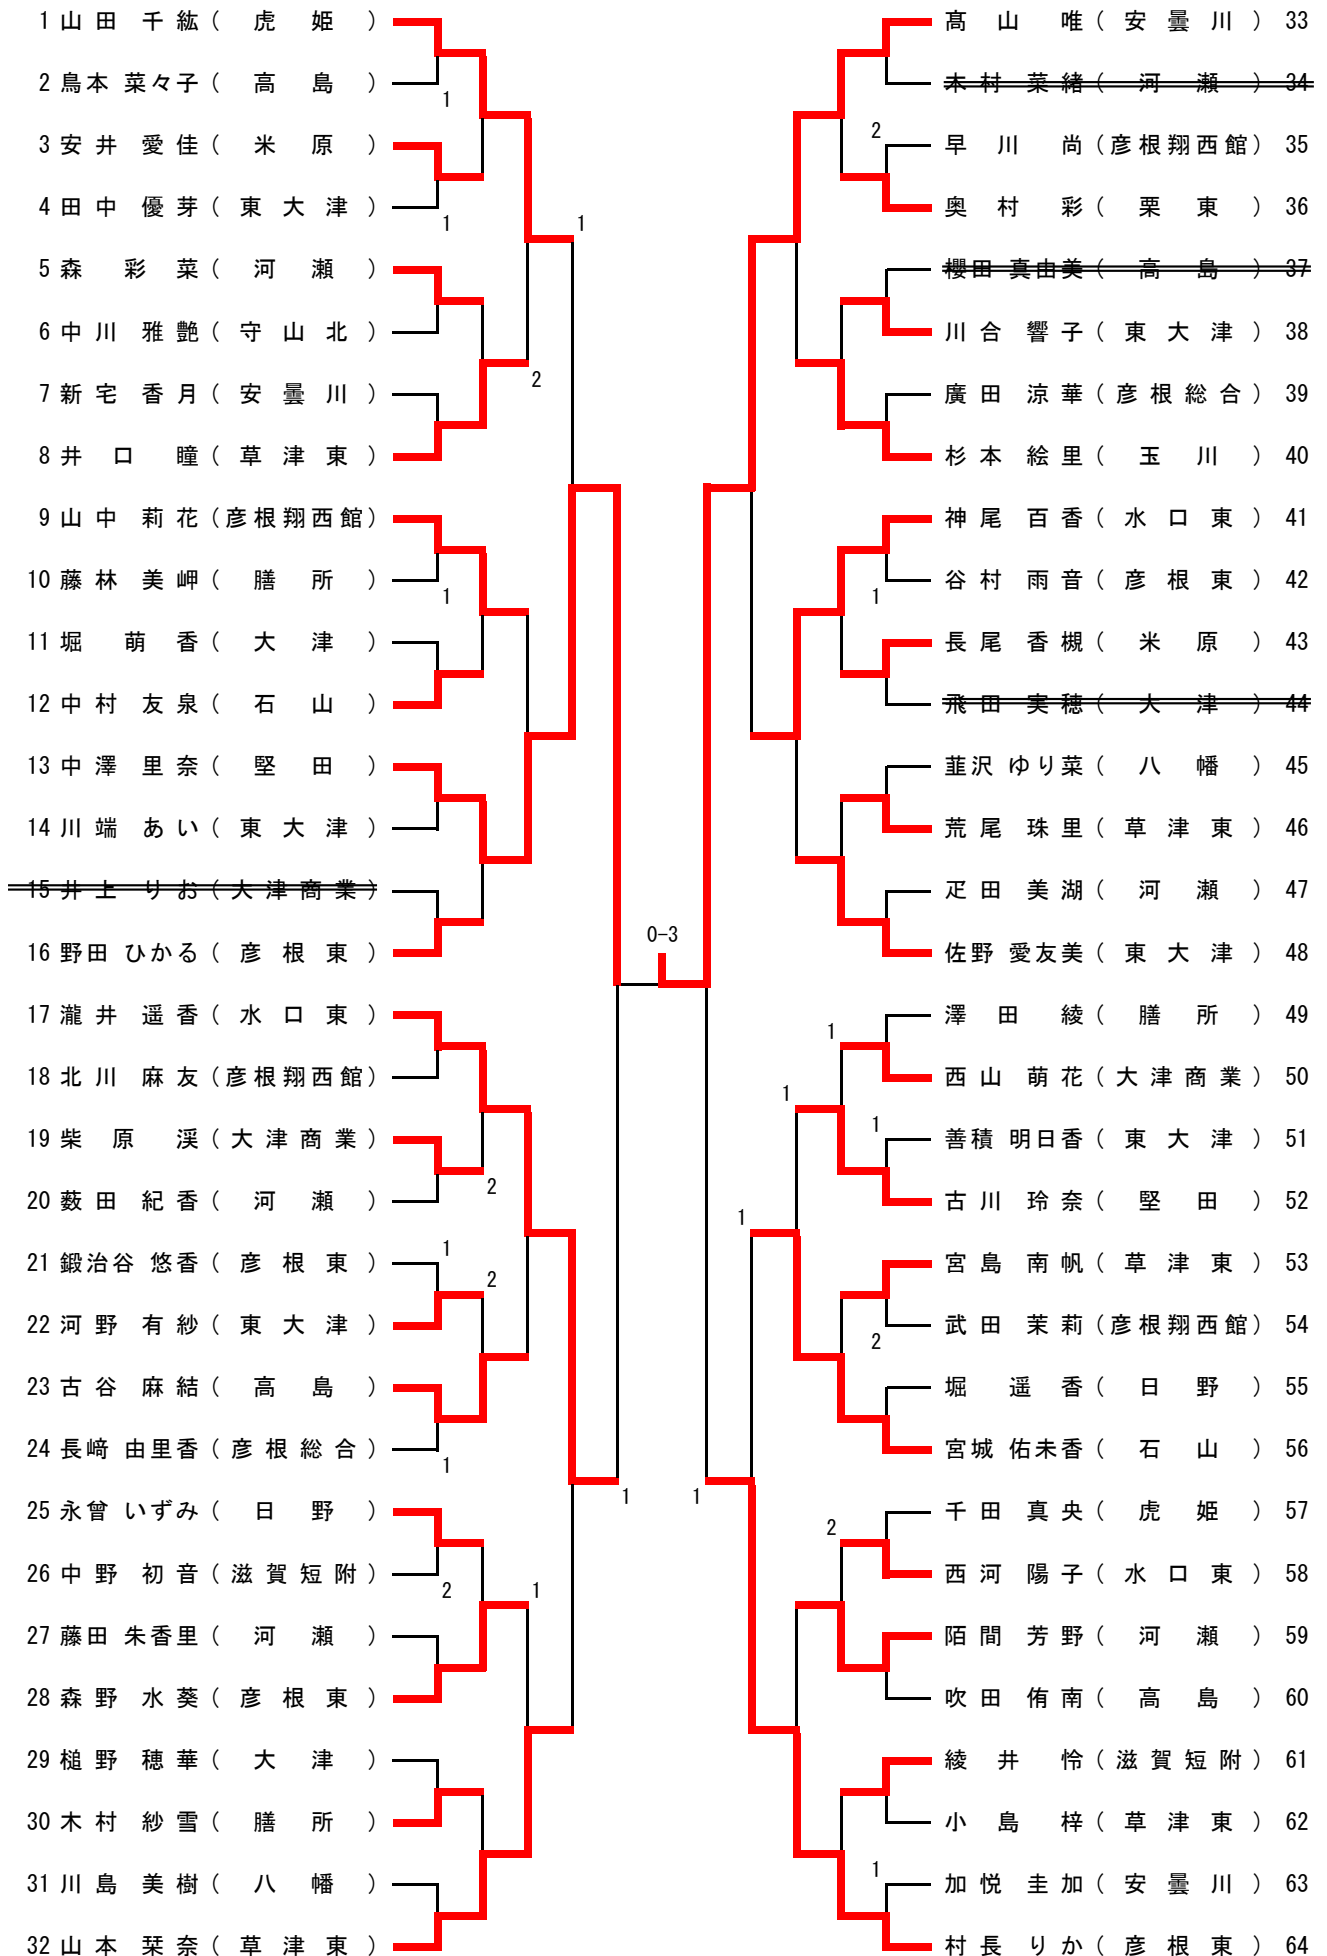 1 山田 千紘 ( 虎 姫 )
2 鳥本 菜々子 ( 高 島 )
1
3 安井 愛佳 ( 米 原 )
4 田中 優芽 ( 東大津 )
1
1
5 森 彩菜 ( 河 瀬 )
6 中川 雅艶 ( 守山北 )
2
7 新宅 香月 ( 安曇川 )
8 井口 瞳 ( 草津東 )
9 山中 莉花 (彦根翔西館)
10 藤林 美岬 ( 膳 所 )
1
11 堀 萌香 ( 大 津 )
12 中村 友泉 ( 石 山 )
13 中澤 里奈 ( 堅 田 )
14 川端 あい ( 東大津 )
15 井上 りお (大津商業)
16 野田 ひかる ( 彦根東 )
17 瀧井 遥香 ( 水口東 )
18 北川 麻友 (彦根翔西館)
19 柴原 渓 (大津商業)
20 薮田 紀香 ( 河 瀬 )
2
21 鍛治谷 悠香 ( 彦根東 )
1
2
22 河野 有紗 ( 東大津 )
23 古谷 麻結 ( 高 島 )
24 長﨑 由里香 (彦根総合)
1
25 永曾 いずみ ( 日 野 )
1
26 中野 初音 (滋賀短附)
2
1
27 藤田 朱香里 ( 河 瀬 )
28 森野 水葵 ( 彦根東 )
29 槌野 穂華 ( 大 津 )
30 木村 紗雪 ( 膳 所 )
31 川島 美樹 ( 八 幡 )
32 山本 栞奈 ( 草津東 )
0-3
髙山 唯 ( 安曇川 ) 33
木村 菜緒 ( 河 瀬 ) 34
2
早川 尚 (彦根翔西館) 35
奥村 彩 ( 栗 東 ) 36
櫻田 真由美 ( 高 島 ) 37
川合 響子 ( 東大津 ) 38
廣田 涼華 (彦根総合) 39
杉本 絵里 ( 玉 川 ) 40
神尾 百香 ( 水口東 ) 41
谷村 雨音 ( 彦根東 ) 42
1
長尾 香槻 ( 米 原 ) 43
飛田 実穂 ( 大 津 ) 44
韮沢 ゆり菜 ( 八 幡 ) 45
荒尾 珠里 ( 草津東 ) 46
疋田 美湖 ( 河 瀬 ) 47
佐野 愛友美 ( 東大津 ) 48
澤田 綾 ( 膳 所 ) 49
1
西山 萌花 (大津商業) 50
1
1
善積 明日香 ( 東大津 ) 51
古川 玲奈 ( 堅 田 ) 52
1
宮島 南帆 ( 草津東 ) 53
武田 茉莉 (彦根翔西館) 54
2
堀 遥香 ( 日 野 ) 55
宮城 佑未香 ( 石 山 ) 56
1
千田 真央 ( 虎 姫 ) 57
2
西河 陽子 ( 水口東 ) 58
陌間 芳野 ( 河 瀬 ) 59
吹田 侑南 ( 高 島 ) 60
綾井 怜 (滋賀短附) 61
小島 梓 ( 草津東 ) 62
1
加悦 圭加 ( 安曇川 ) 63
村長 りか ( 彦根東 ) 64